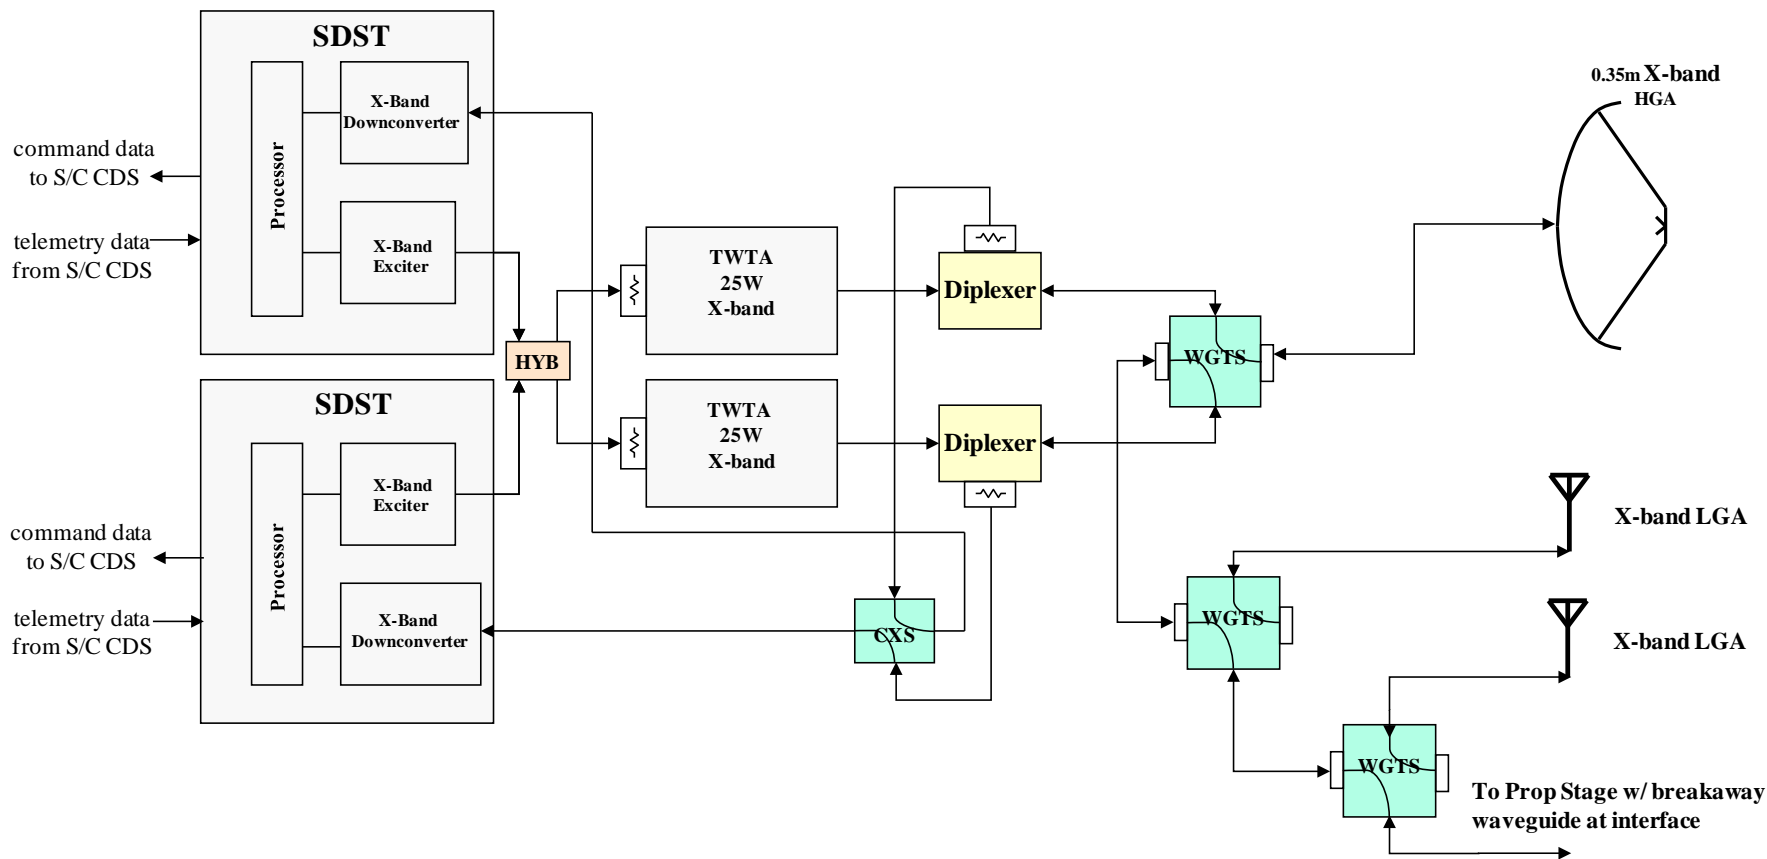 SDST
X-Band
Downconverter
Processor
X-Band
Exciter
command data
to S/C CDS
telemetry data
from S/C CDS
HYB
TWTA
25W
X-band
Diplexer
WGTS
0.35m X-band
HGA
SDST
X-Band
Exciter
Processor
X-Band
Downconverter
command data
to S/C CDS
telemetry data
from S/C CDS
TWTA
25W
X-band
Diplexer
CXS
X-band LGA
WGTS
X-band LGA
WGTS
To Prop Stage w/ breakaway
waveguide at interface